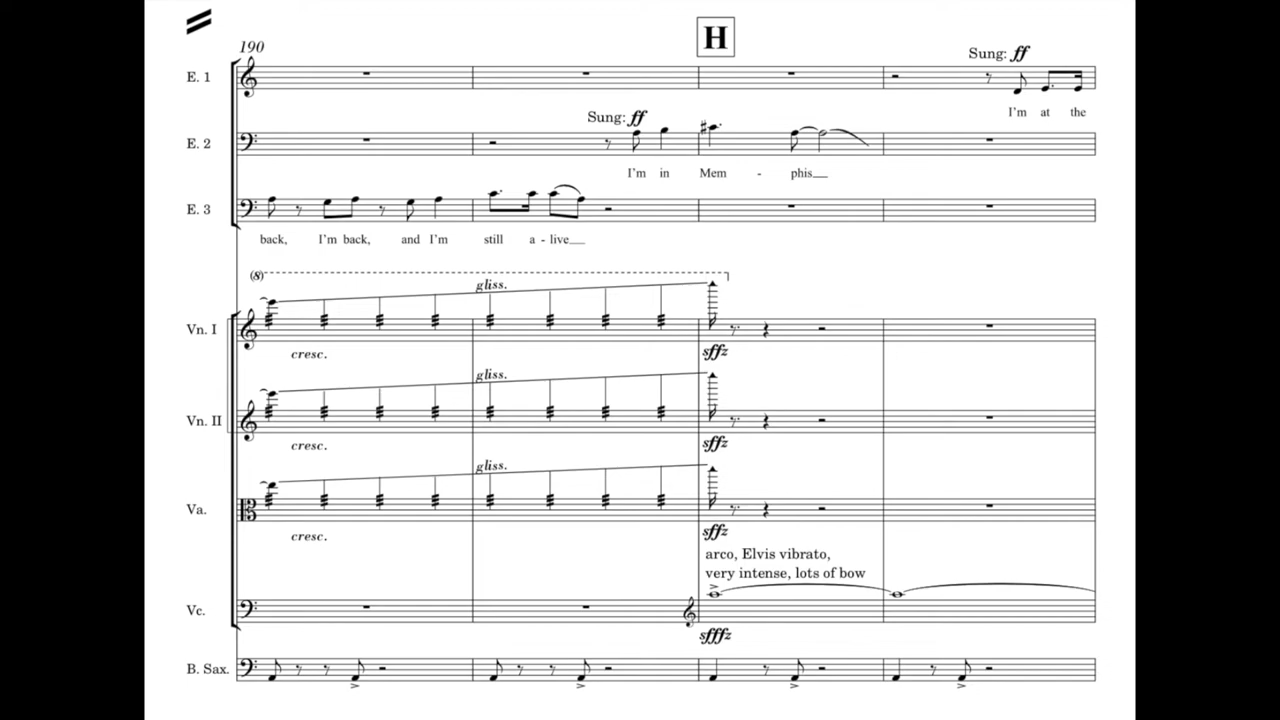 190
H
E. 1
Sung: ff
I'm at the
E. 2
Sung: ff
I'm in Mem - phis
E. 3
back, I'm back, and I'm still a - live
(8)
gliss.
Vn. I
cresc.
sffz
gliss.
Vn. II
cresc.
sffz
gliss.
Va.
cresc.
sffz
arco, Elvis vibrato,
very intense, lots of bow
Vc.
sfffz
B. Sax.